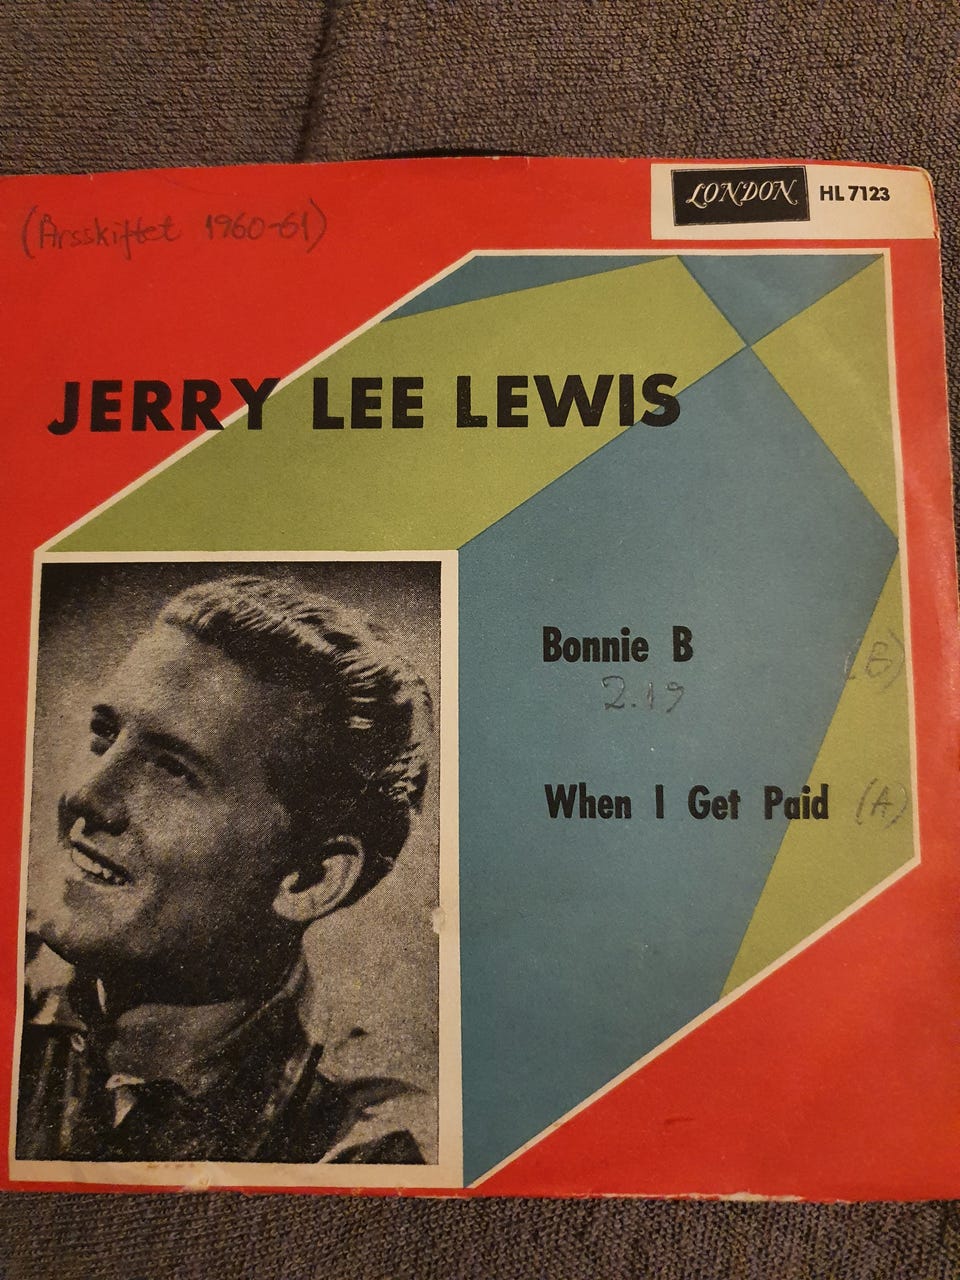 LONDON HL 7123
(Årsskiftet 1960-61)
JERRY LEE LEWIS
Bonnie B (B)
2.19
When I Get Paid (A)